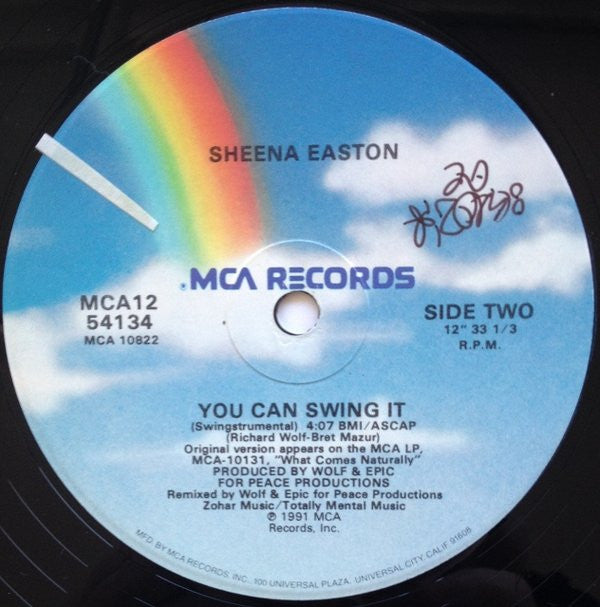 SHEENA EASTON
MCA RECORDS
MCA12
54134
MCA 10822
SIDE TWO
12" 33 1/3
R.P.M.
YOU CAN SWING IT
(Swingstrumental) 4:07 BMI/ASCAP
(Richard Wolf-Bret Mazur)
Original version appears on the MCA LP,
MCA-10131, "What Comes Naturally"
PRODUCED BY WOLF & EPIC
FOR PEACE PRODUCTIONS
Remixed by Wolf & Epic for Peace Productions
Zohar Music/Totally Mental Music
℗ 1991 MCA
Records, Inc.
MFD. BY MCA RECORDS, INC., 100 UNIVERSAL PLAZA, UNIVERSAL CITY, CALIF. 91608